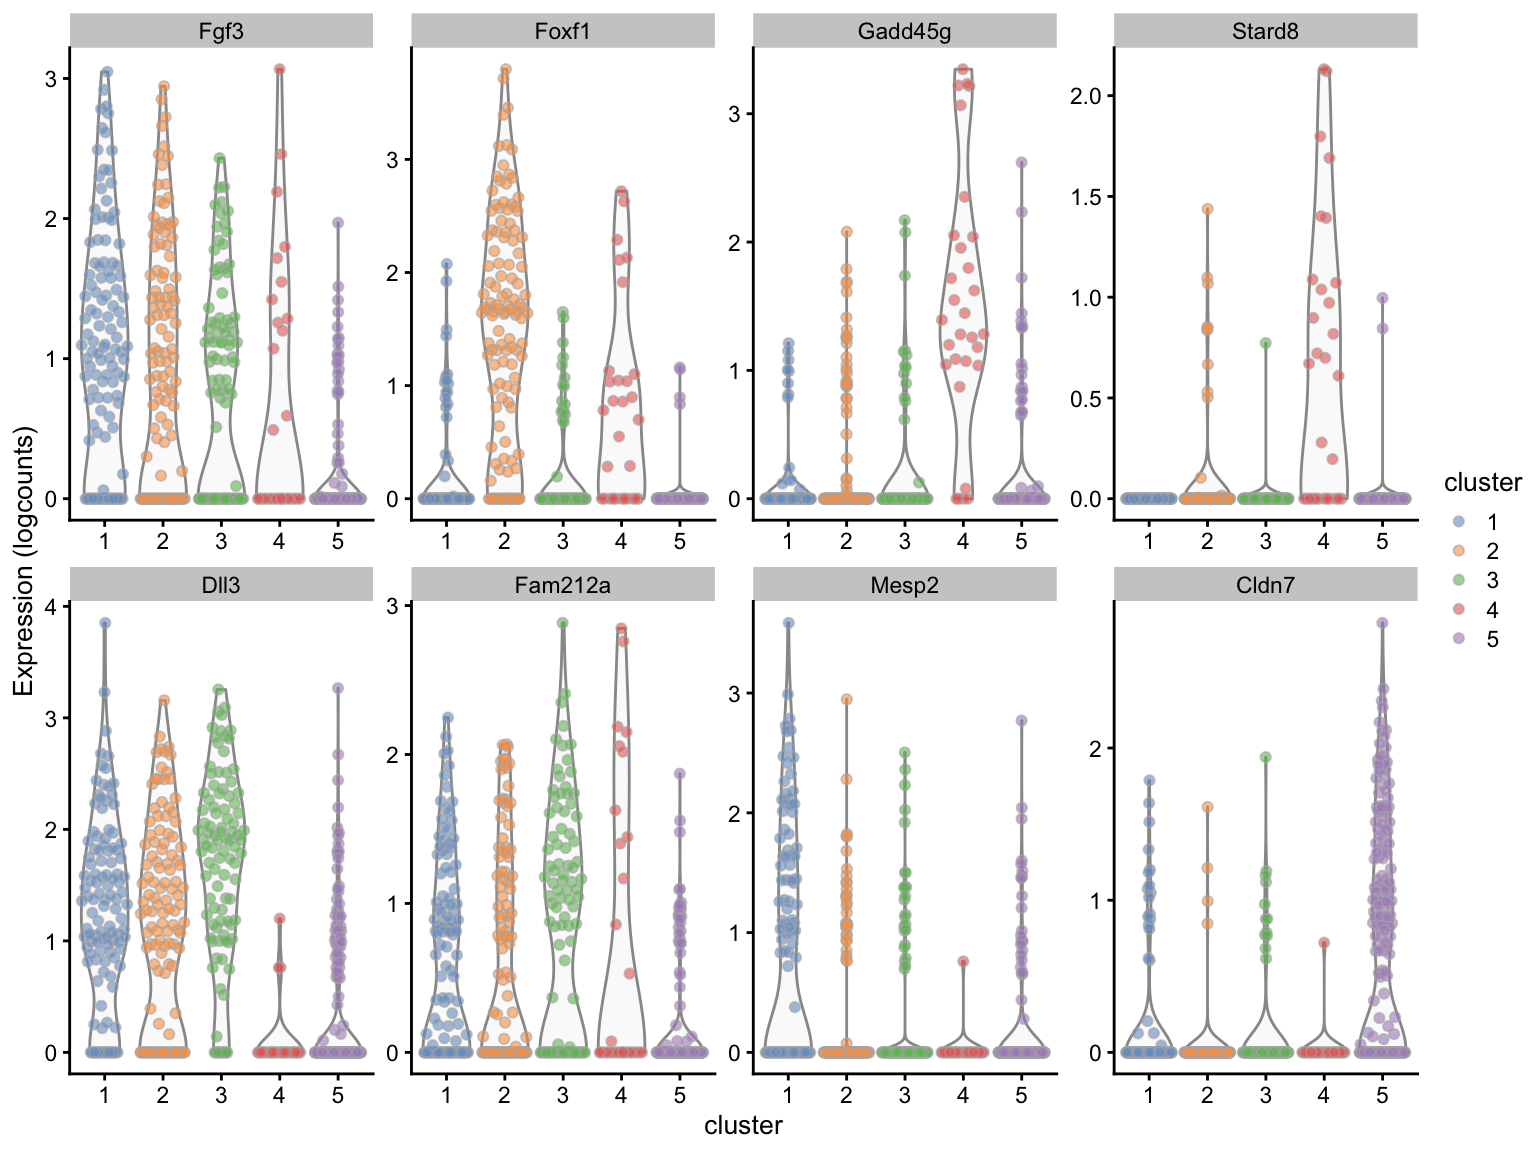 Fgf3 Foxf1 Gadd45g Stard8
3 3 3 2.0
2 2 2 1.5
1 1 1 1.0
0.5
0 0 0 0.0
1 2 3 4 5 1 2 3 4 5 1 2 3 4 5 1 2 3 4 5
Dll3 Fam212a Mesp2 Cldn7
4 3 3 2
3 2 2 1
2 1 1 0
1 0 0
0
1 2 3 4 5 1 2 3 4 5 1 2 3 4 5 1 2 3 4 5
Expression (logcounts)
cluster
cluster
1
2
3
4
5